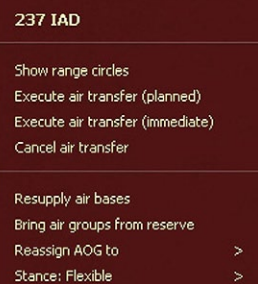 237 IAD
Show range circles
Execute air transfer (planned)
Execute air transfer (immediate)
Cancel air transfer
Resupply air bases
Bring air groups from reserve
Reassign AOG to >
Stance: Flexible >